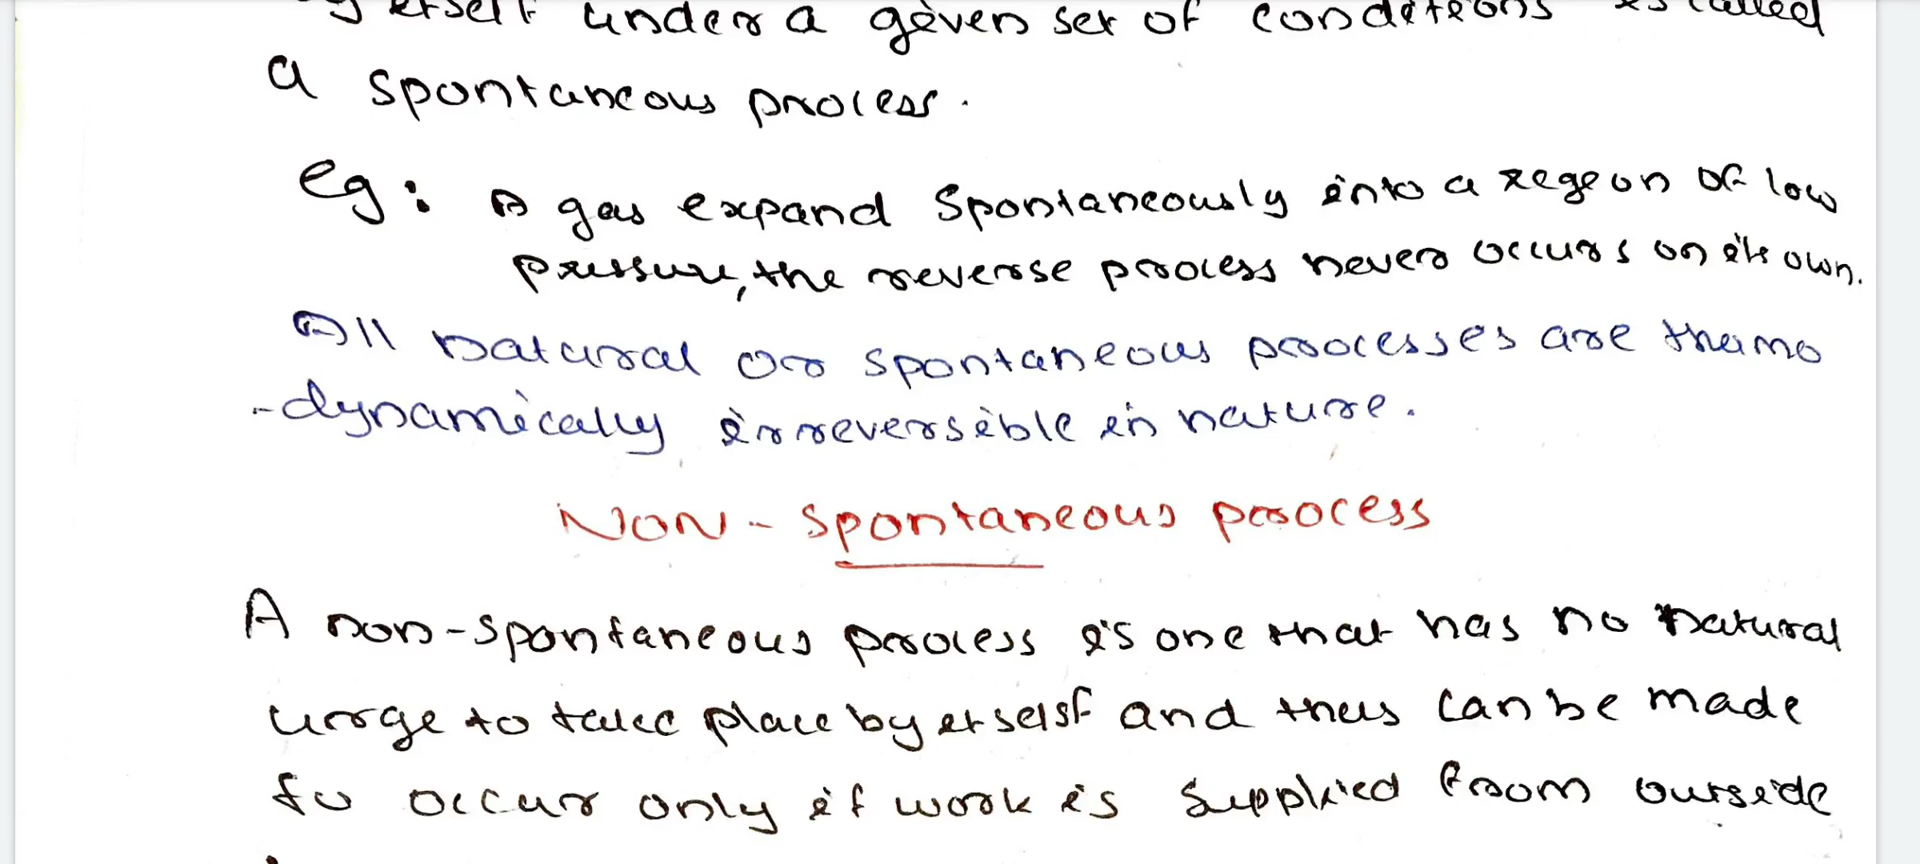 by itself under a given set of conditions is called
a spontaneous process.
eg: A gas expand spontaneously into a region of low
pressure, the reverse process never occurs on its own.
All natural or spontaneous processes are thermo
-dynamically irreversible in nature.
Non-spontaneous process
A non-spontaneous process is one that has no natural
urge to take place by itself and thus can be made
to occur only if work is supplied from outside